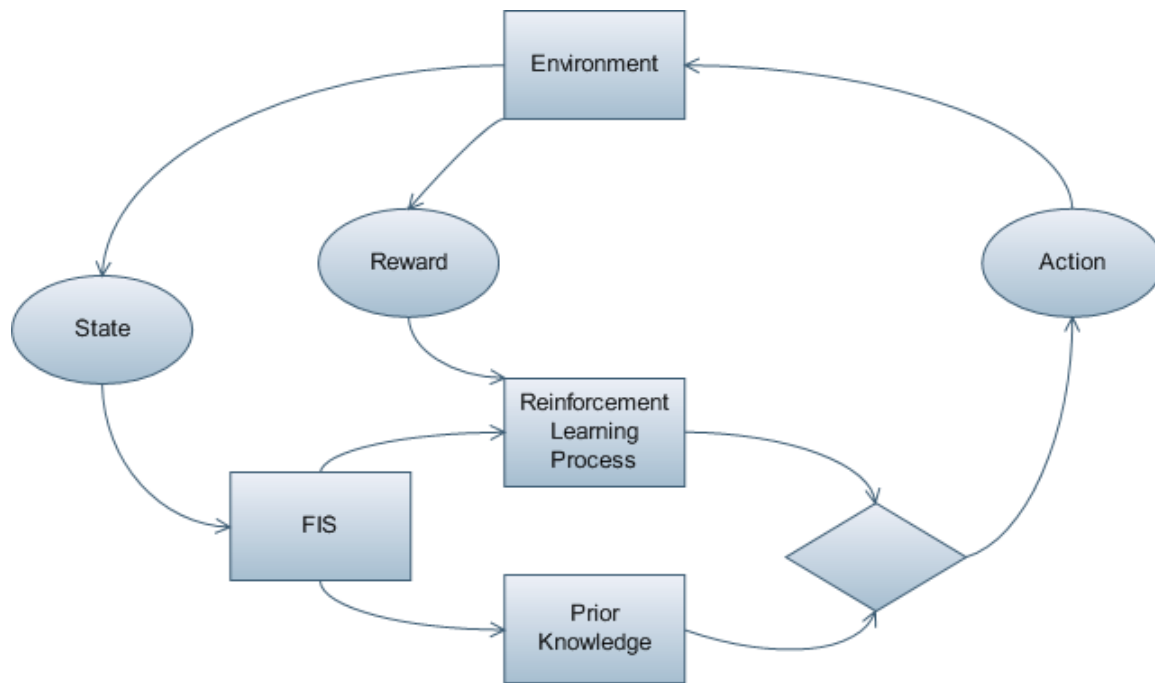 Environment
Reward
Action
State
Reinforcement
Learning
Process
FIS
Prior
Knowledge